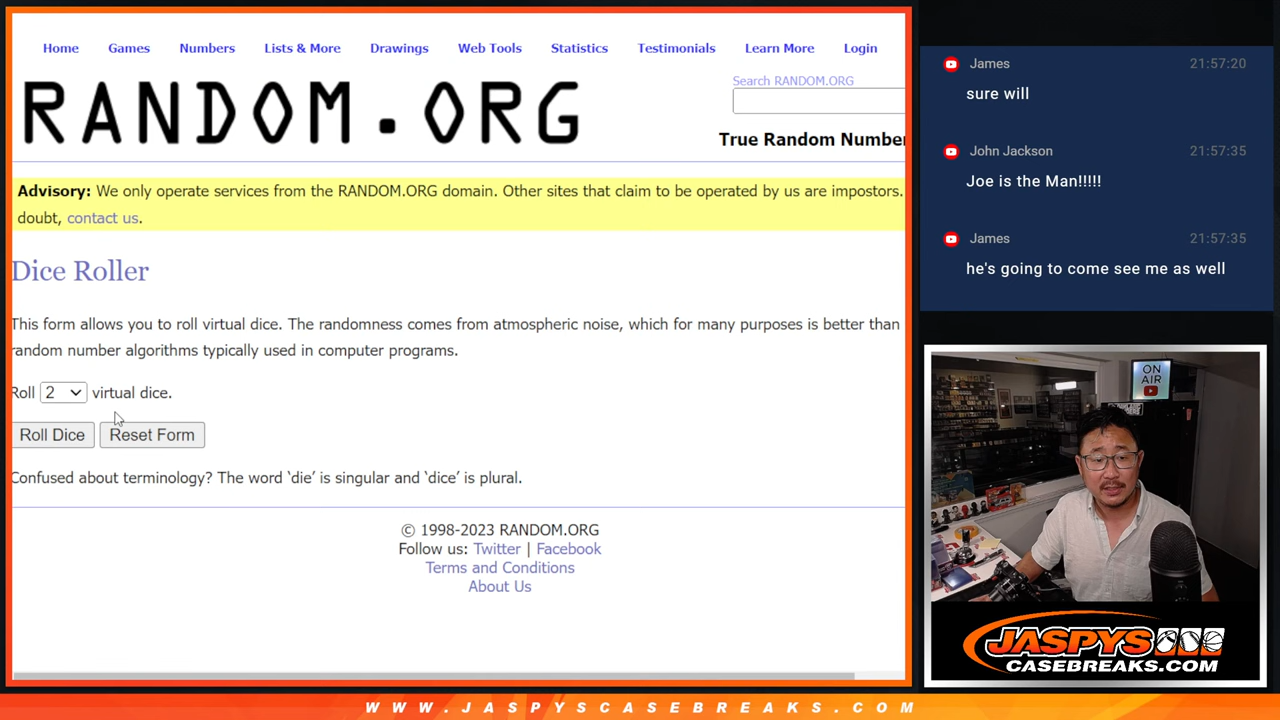 Home Games Numbers Lists & More Drawings Web Tools Statistics Testimonials Learn More Login
RANDOM.ORG
Search RANDOM.ORG
True Random Number
Advisory: We only operate services from the RANDOM.ORG domain. Other sites that claim to be operated by us are impostors.
doubt, contact us.
Dice Roller
This form allows you to roll virtual dice. The randomness comes from atmospheric noise, which for many purposes is better than
random number algorithms typically used in computer programs.
Roll 2 virtual dice.
Roll Dice Reset Form
Confused about terminology? The word ‘die’ is singular and ‘dice’ is plural.
© 1998-2023 RANDOM.ORG
Follow us: Twitter | Facebook
Terms and Conditions
About Us
James 21:57:20
sure will
John Jackson 21:57:35
Joe is the Man!!!!!
James 21:57:35
he's going to come see me as well
ON
AIR
JASPYS
CASEBREAKS.COM
WWW.JASPYSCASEBREAKS.COM